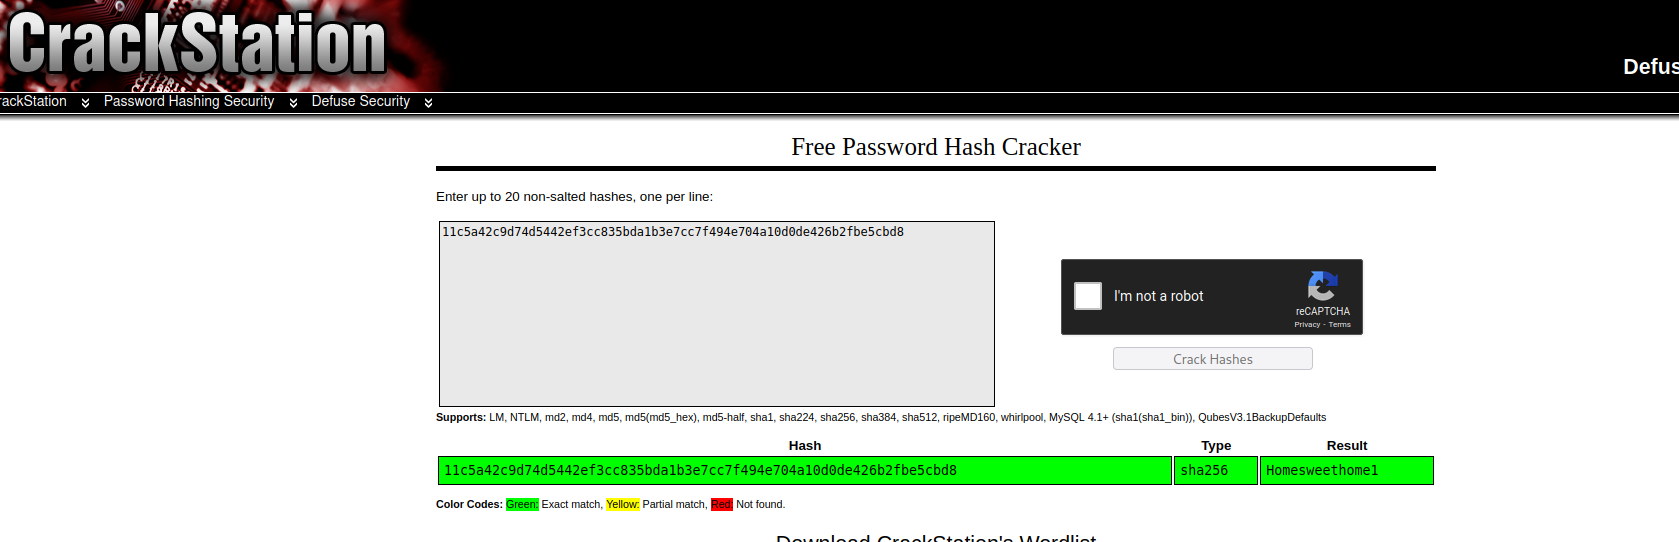 CrackStation
Defus
rackStation Password Hashing Security Defuse Security
Free Password Hash Cracker
Enter up to 20 non-salted hashes, one per line:
11c5a42c9d74d5442ef3cc835bda1b3e7cc7f494e704a10d0de426b2fbe5cbd8
I'm not a robot
reCAPTCHA
Privacy - Terms
Crack Hashes
Supports: LM, NTLM, md2, md4, md5, md5(md5_hex), md5-half, sha1, sha224, sha256, sha384, sha512, ripeMD160, whirlpool, MySQL 4.1+ (sha1(sha1_bin)), QubesV3.1BackupDefaults
Hash Type Result
11c5a42c9d74d5442ef3cc835bda1b3e7cc7f494e704a10d0de426b2fbe5cbd8 sha256 Homesweethome1
Color Codes: Green: Exact match, Yellow: Partial match, Red: Not found.
Download CrackStation's Wordlist